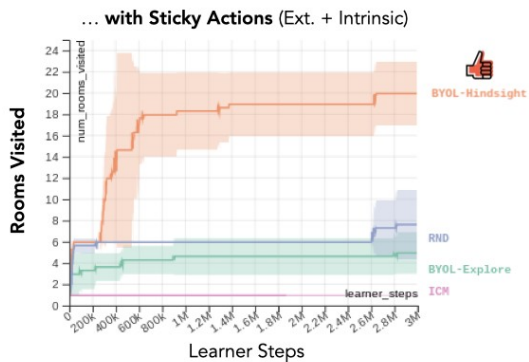 ... with Sticky Actions (Ext. + Intrinsic)
24
22
20
18
16
14
12
10
8
6
4
2
0
num_rooms_visited
Rooms Visited
BYOL-Hindsight
RND
BYOL-Explore
ICM
learner_steps
0 200k 400k 600k 800k 1M 1.2M 1.4M 1.6M 1.8M 2M 2.2M 2.4M 2.6M 2.8M 3M
Learner Steps